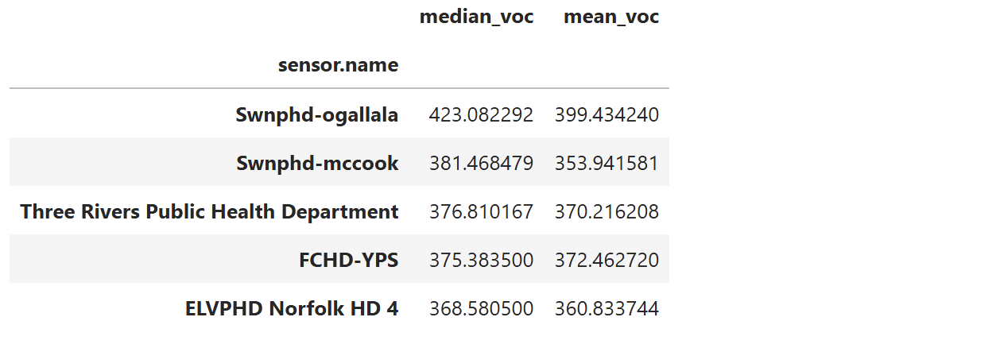 median_voc mean_voc
sensor.name
Swnphd-ogallala 423.082292 399.434240
Swnphd-mccook 381.468479 353.941581
Three Rivers Public Health Department 376.810167 370.216208
FCHD-YPS 375.383500 372.462720
ELVPHD Norfolk HD 4 368.580500 360.833744